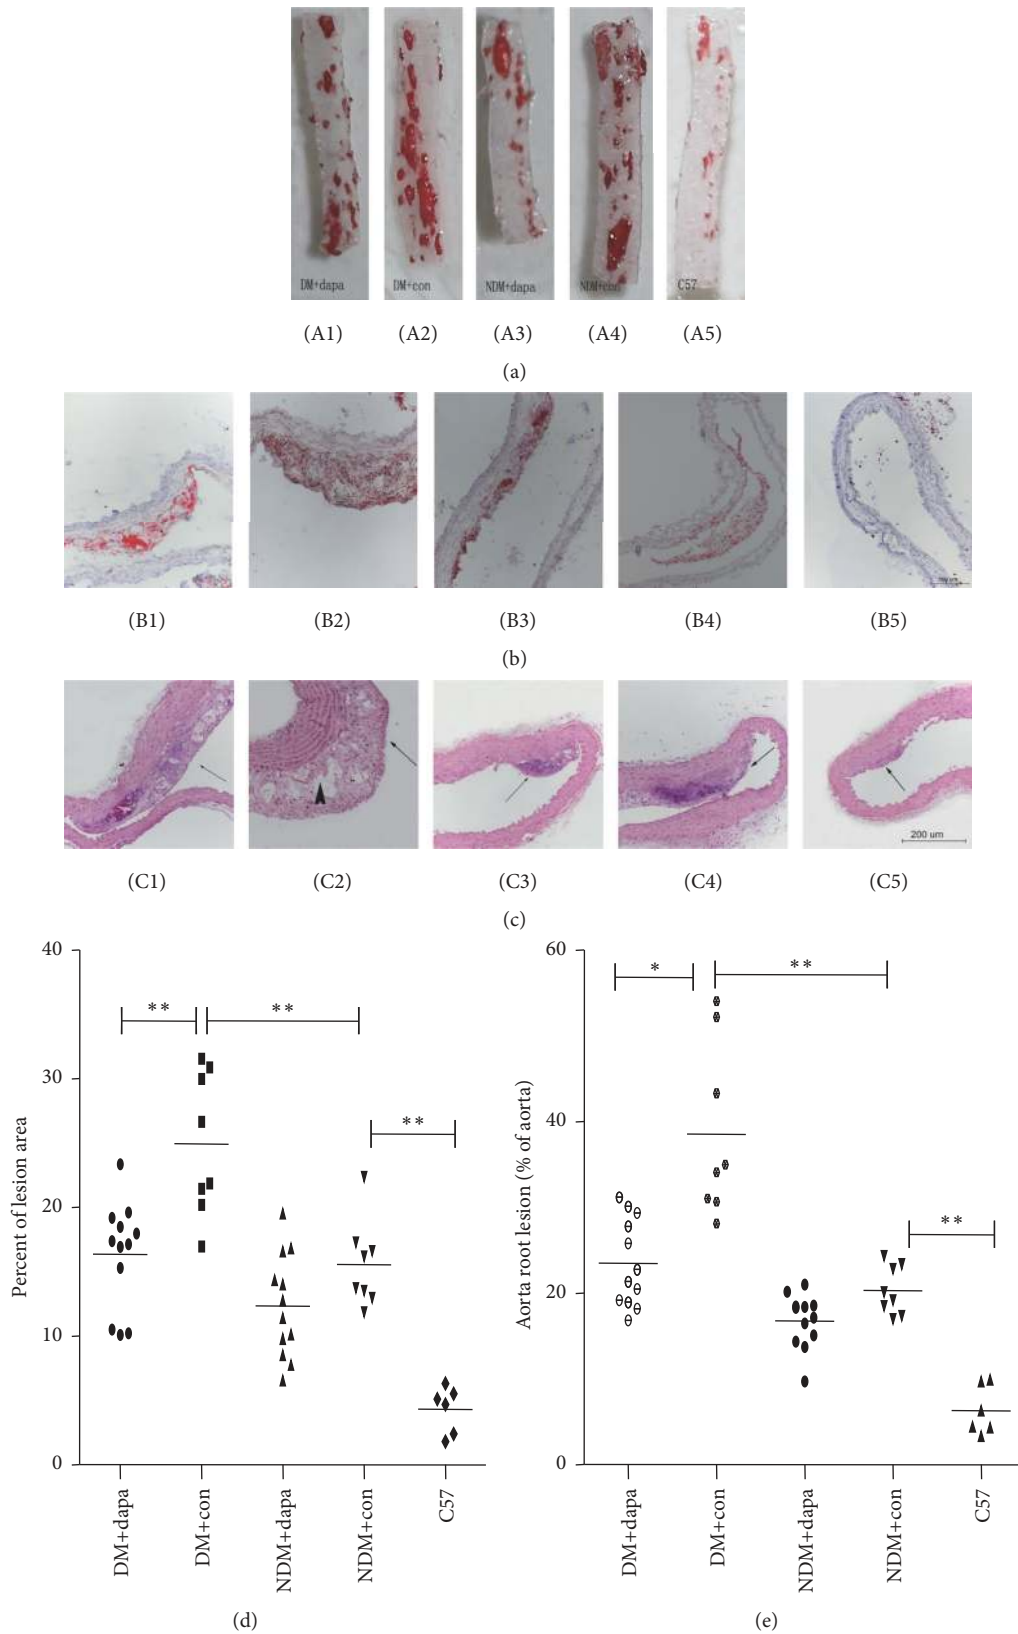 DM+dapa DM+con NDM+dapa NDM+con C57
(A1) (A2) (A3) (A4) (A5)
(a)
(B1) (B2) (B3) (B4) (B5)
(b)
200 um
(C1) (C2) (C3) (C4) (C5)
(c)
Percent of lesion area
40
30
20
10
0
** **
**
DM+dapa
DM+con
NDM+dapa
NDM+con
C57
(d)
Aorta root lesion (% of aorta)
60
40
20
0
* **
**
DM+dapa
DM+con
NDM+dapa
NDM+con
C57
(e)